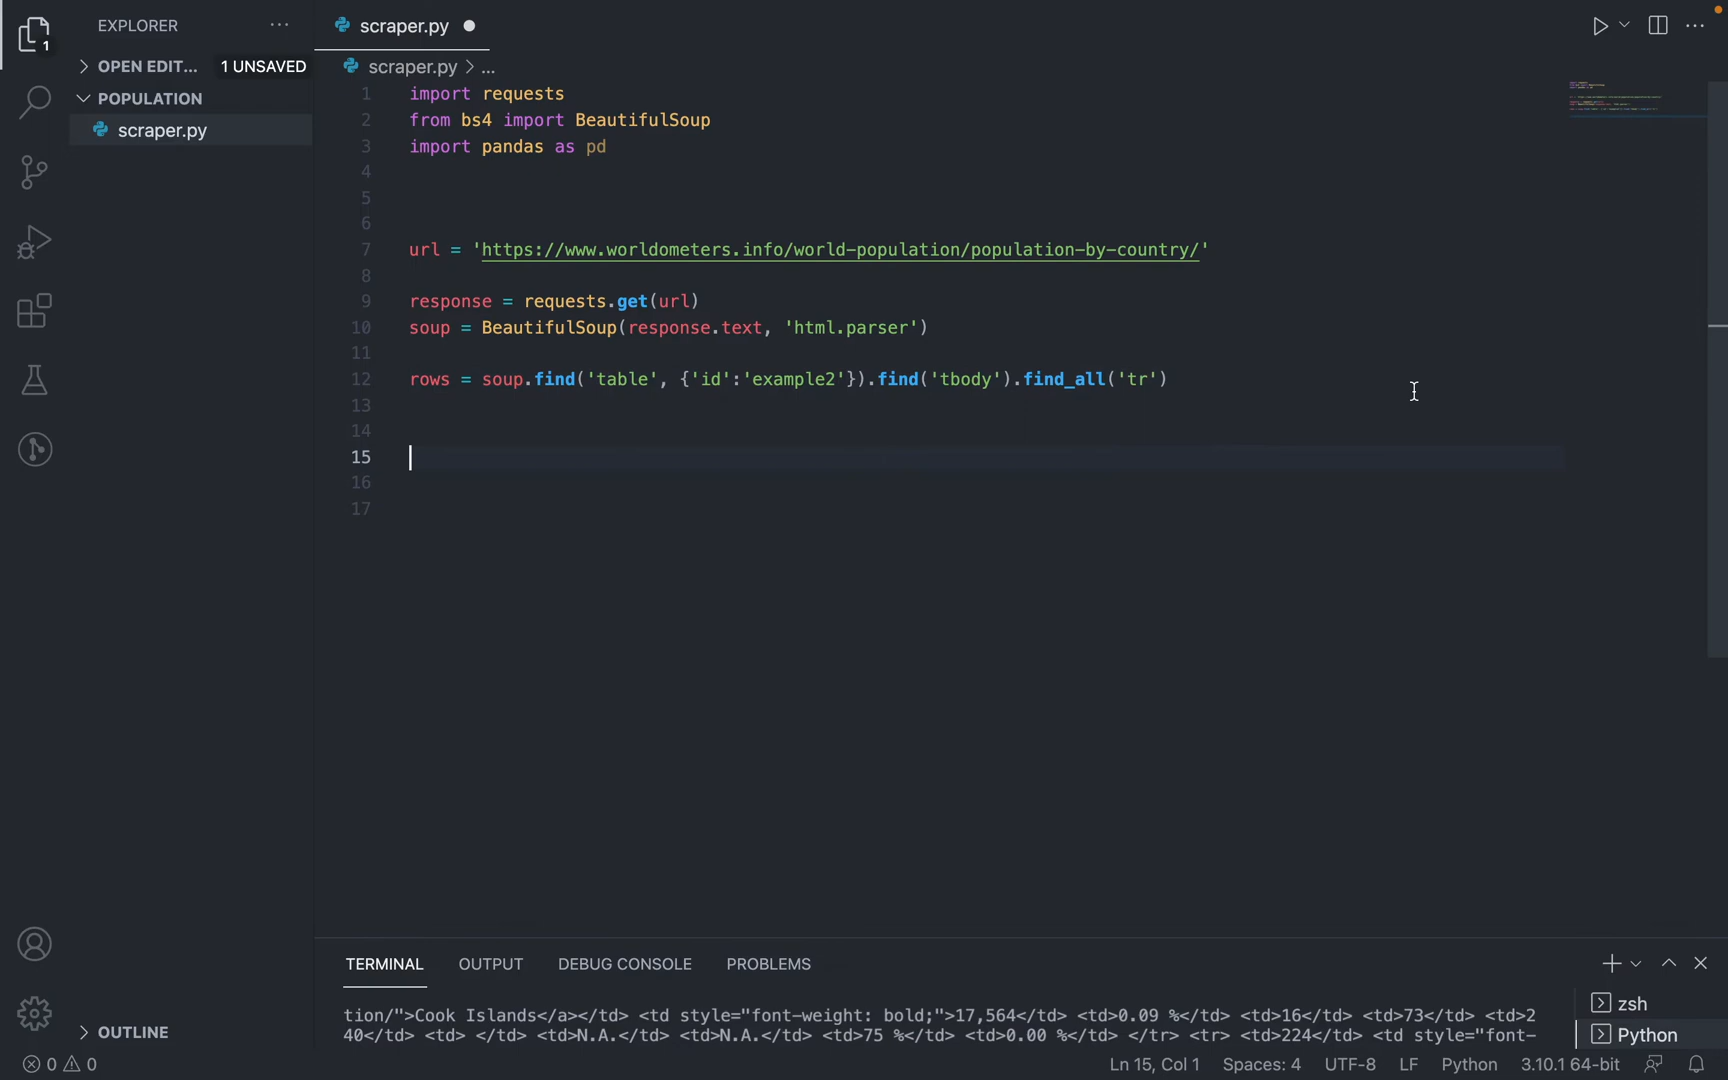 EXPLORER ...
1
OPEN EDIT... 1 UNSAVED
POPULATION
scraper.py
scraper.py
scraper.py > ...
1 import requests
2 from bs4 import BeautifulSoup
3 import pandas as pd
4
5
6
7 url = 'https://www.worldometers.info/world-population/population-by-country/'
8
9 response = requests.get(url)
10 soup = BeautifulSoup(response.text, 'html.parser')
11
12 rows = soup.find('table', {'id':'example2'}).find('tbody').find_all('tr')
13
14
15
16
17
TERMINAL OUTPUT DEBUG CONSOLE PROBLEMS
tion/">Cook Islands</a></td> <td style="font-weight: bold;">17,564</td> <td>0.09 %</td> <td>16</td> <td>73</td> <td>2
40</td> <td> </td> <td>N.A.</td> <td>N.A.</td> <td>75 %</td> <td>0.00 %</td> </tr> <tr> <td>224</td> <td style="font-
zsh
Python
OUTLINE
0 0 Ln 15, Col 1 Spaces: 4 UTF-8 LF Python 3.10.1 64-bit